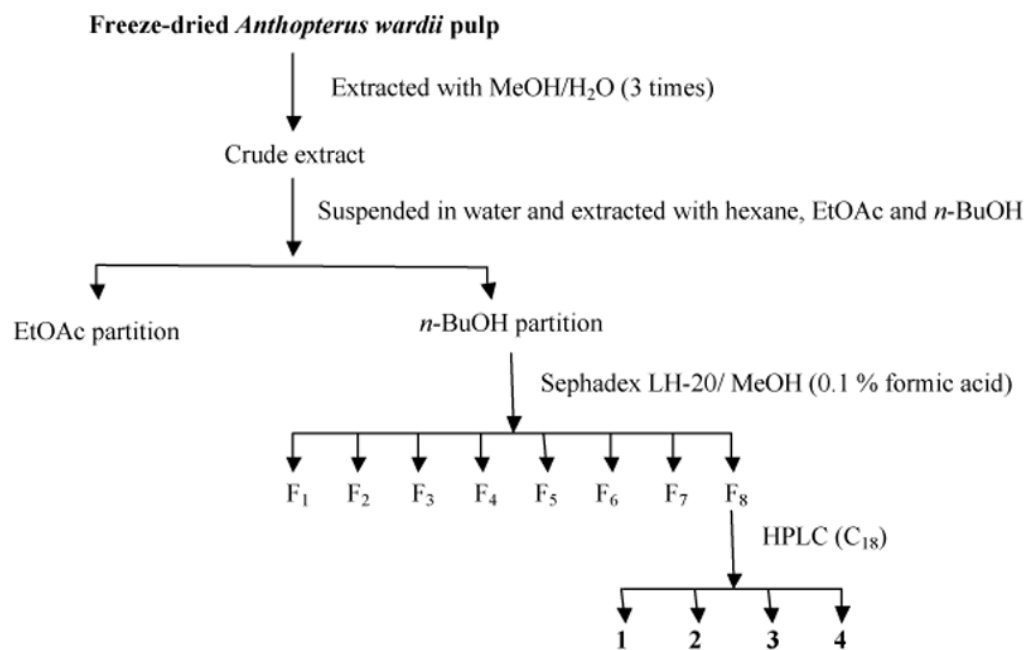 Freeze-dried Anthopterus wardii pulp
Extracted with MeOH/H₂O (3 times)
Crude extract
Suspended in water and extracted with hexane, EtOAc and n-BuOH
EtOAc partition
n-BuOH partition
Sephadex LH-20/ MeOH (0.1 % formic acid)
F₁ F₂ F₃ F₄ F₅ F₆ F₇ F₈
HPLC (C₁₈)
1 2 3 4